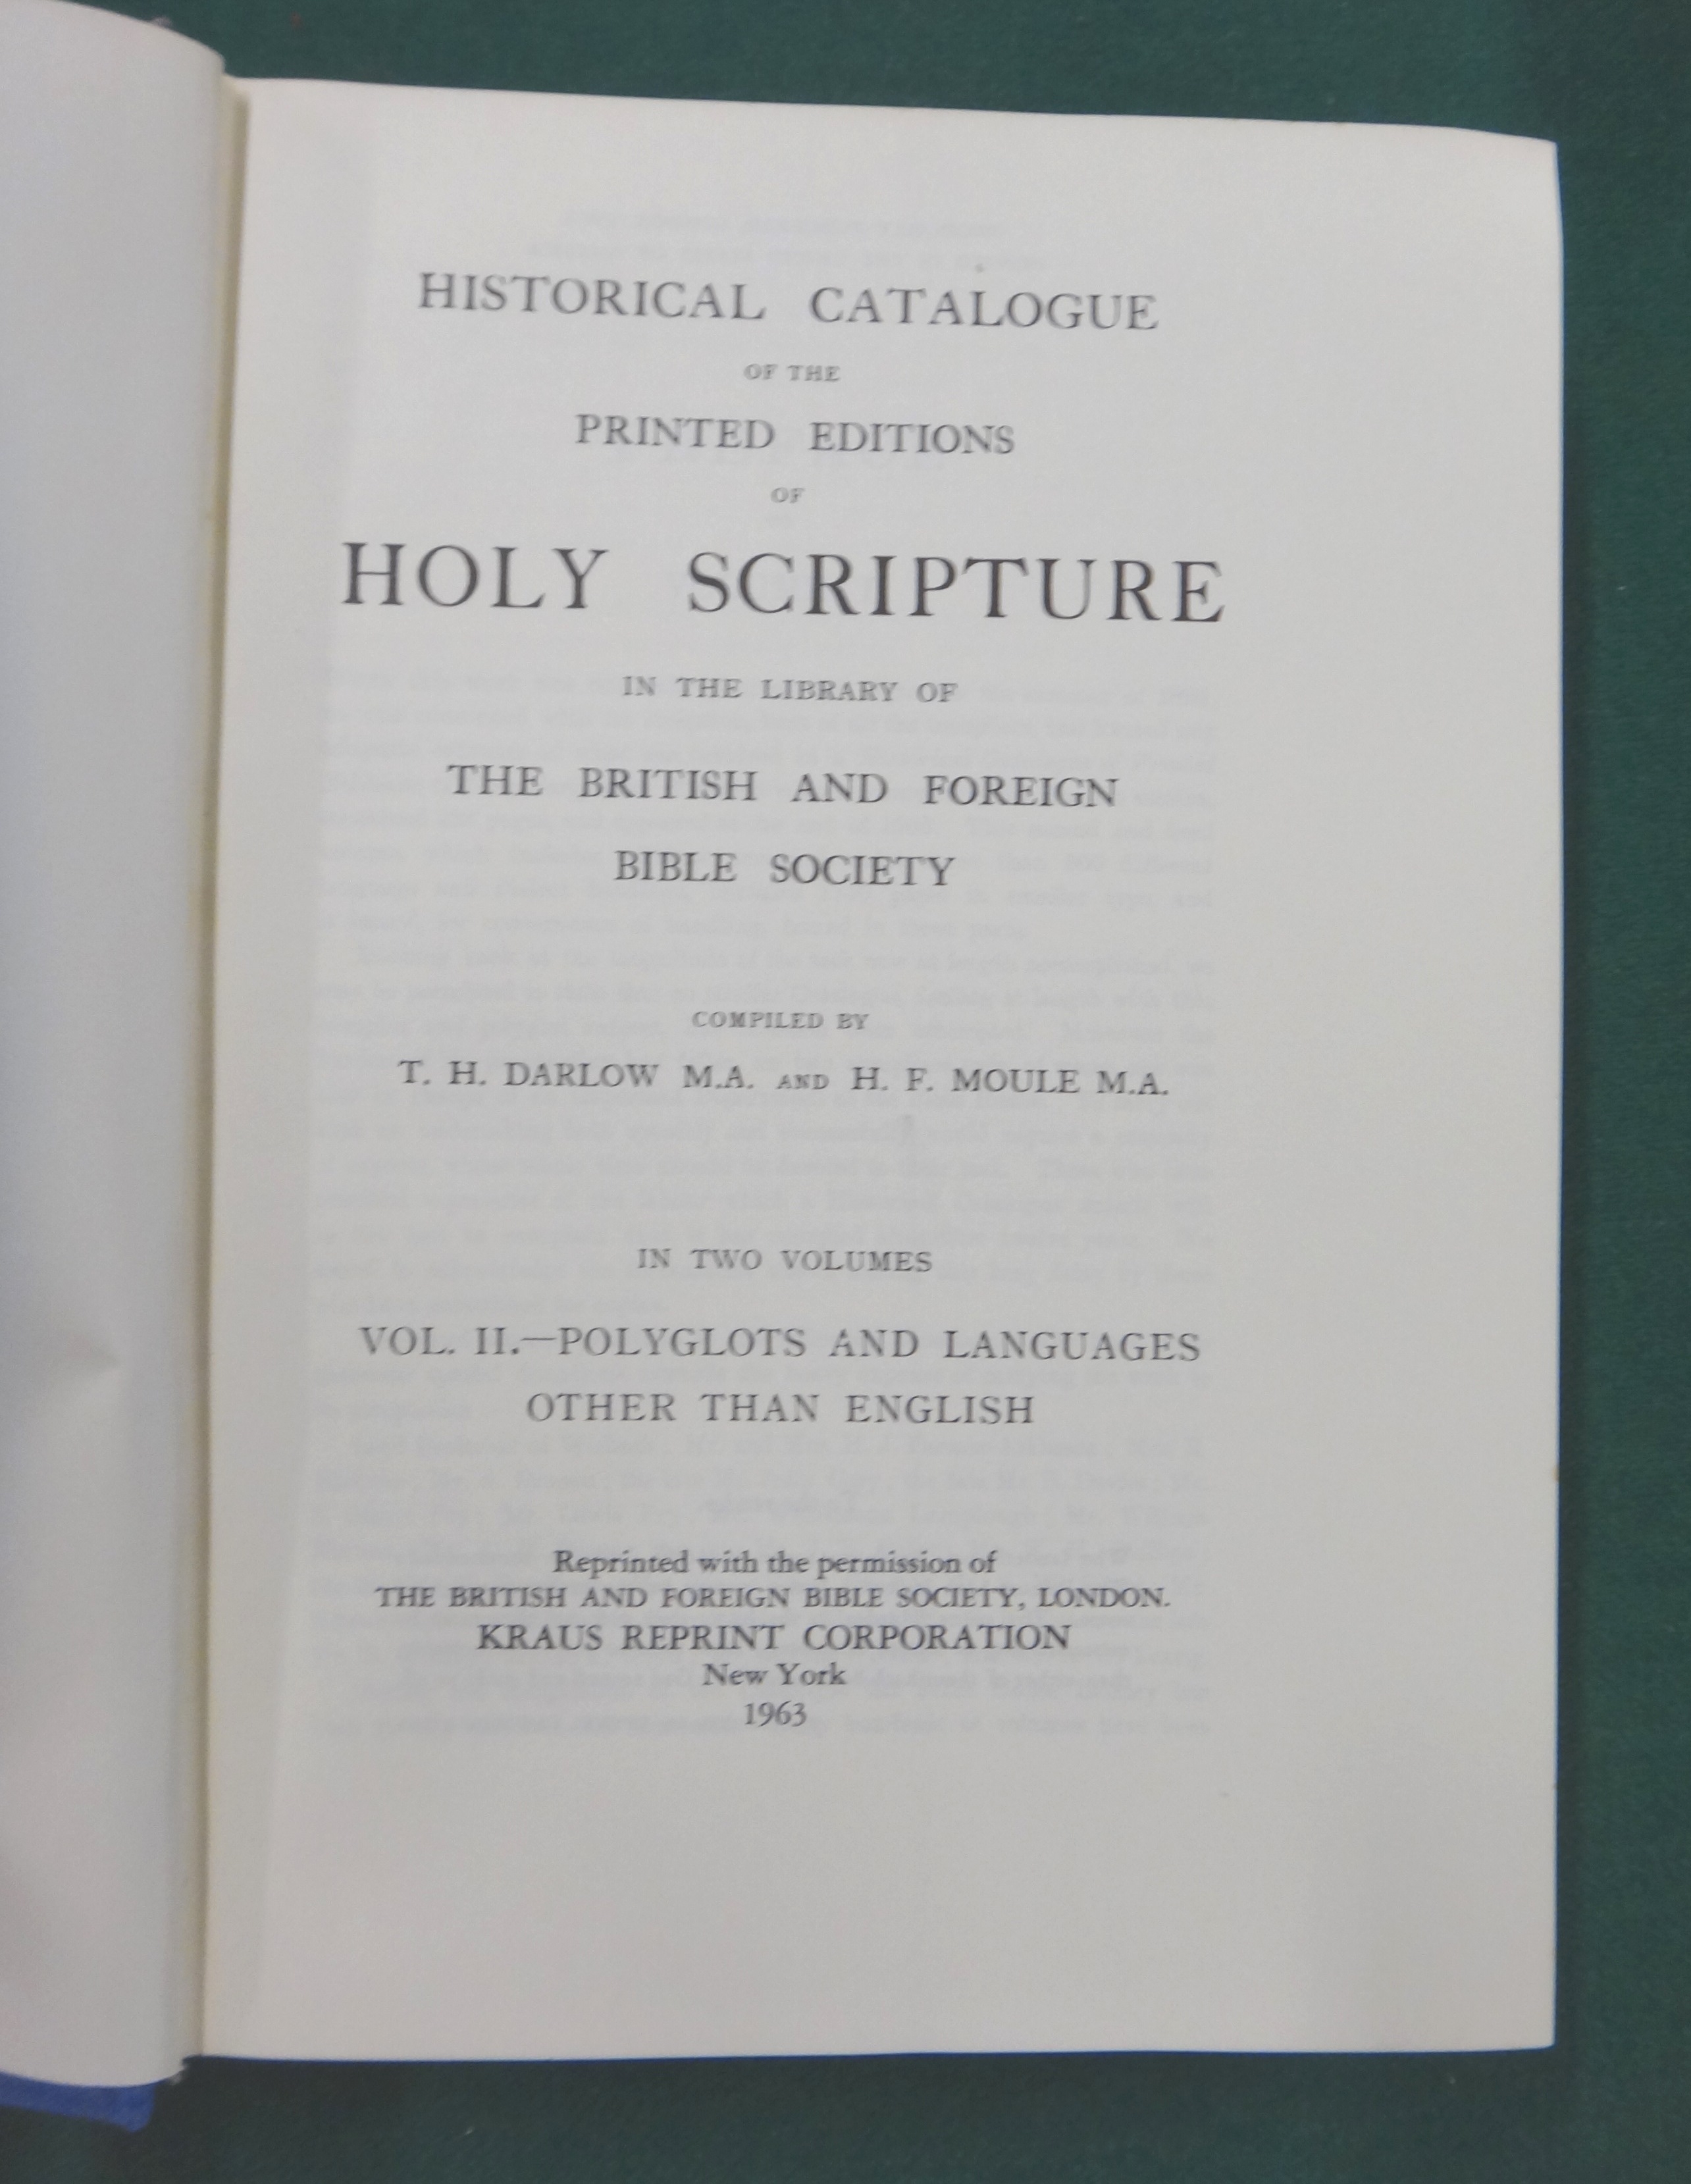 HISTORICAL CATALOGUE
OF THE
PRINTED EDITIONS
OF
HOLY SCRIPTURE
IN THE LIBRARY OF
THE BRITISH AND FOREIGN
BIBLE SOCIETY
COMPILED BY
T. H. DARLOW M.A. AND H. F. MOULE M.A.
IN TWO VOLUMES
VOL. II.—POLYGLOTS AND LANGUAGES
OTHER THAN ENGLISH
Reprinted with the permission of
THE BRITISH AND FOREIGN BIBLE SOCIETY, LONDON.
KRAUS REPRINT CORPORATION
New York
1963